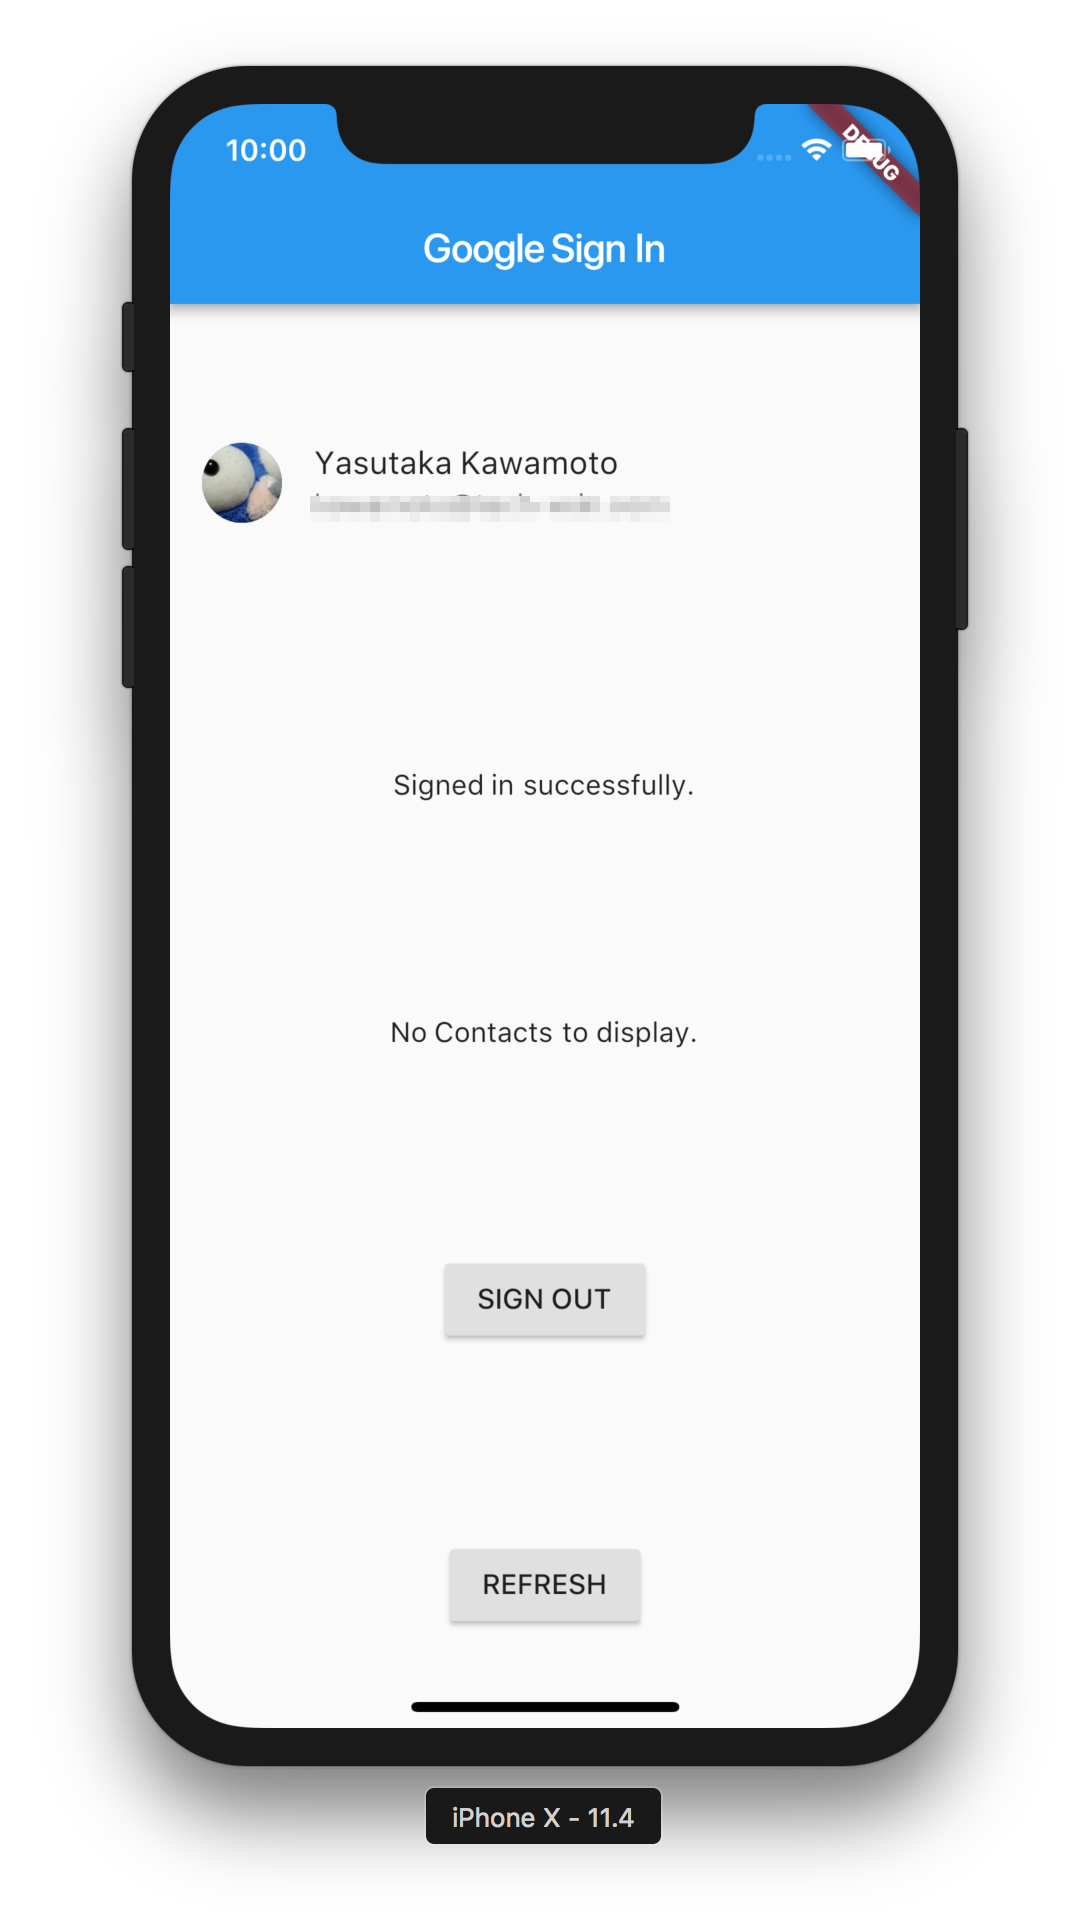 10:00
DEBUG
Google Sign In
Yasutaka Kawamoto
Signed in successfully.
No Contacts to display.
SIGN OUT
REFRESH
iPhone X - 11.4